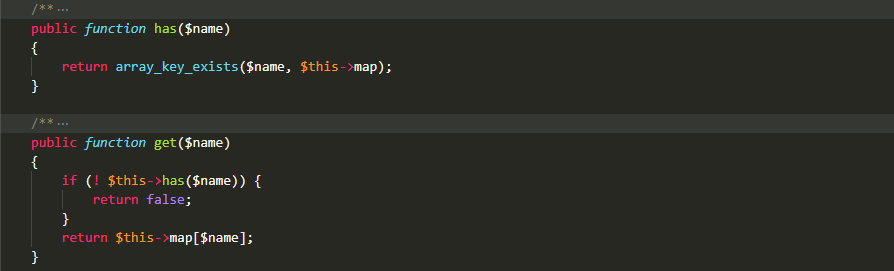 /** ...
public function has($name)
{
    return array_key_exists($name, $this->map);
}
/** ...
public function get($name)
{
    if (! $this->has($name)) {
        return false;
    }
    return $this->map[$name];
}